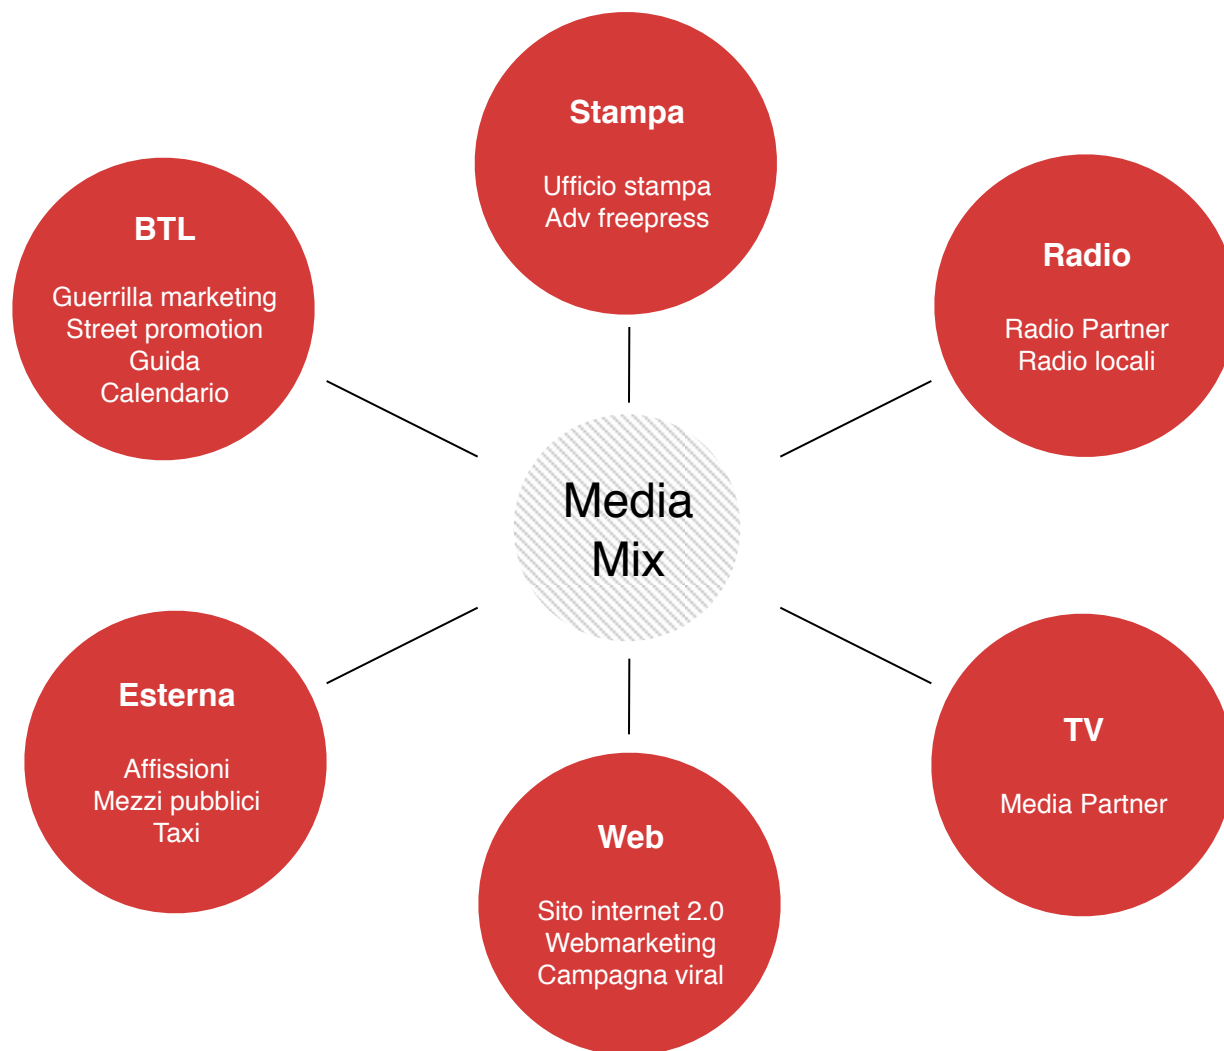 Stampa
Ufficio stampa
Adv freepress
BTL
Guerrilla marketing
Street promotion
Guida
Calendario
Radio
Radio Partner
Radio locali
Media
Mix
Esterna
Affissioni
Mezzi pubblici
Taxi
TV
Media Partner
Web
Sito internet 2.0
Webmarketing
Campagna viral